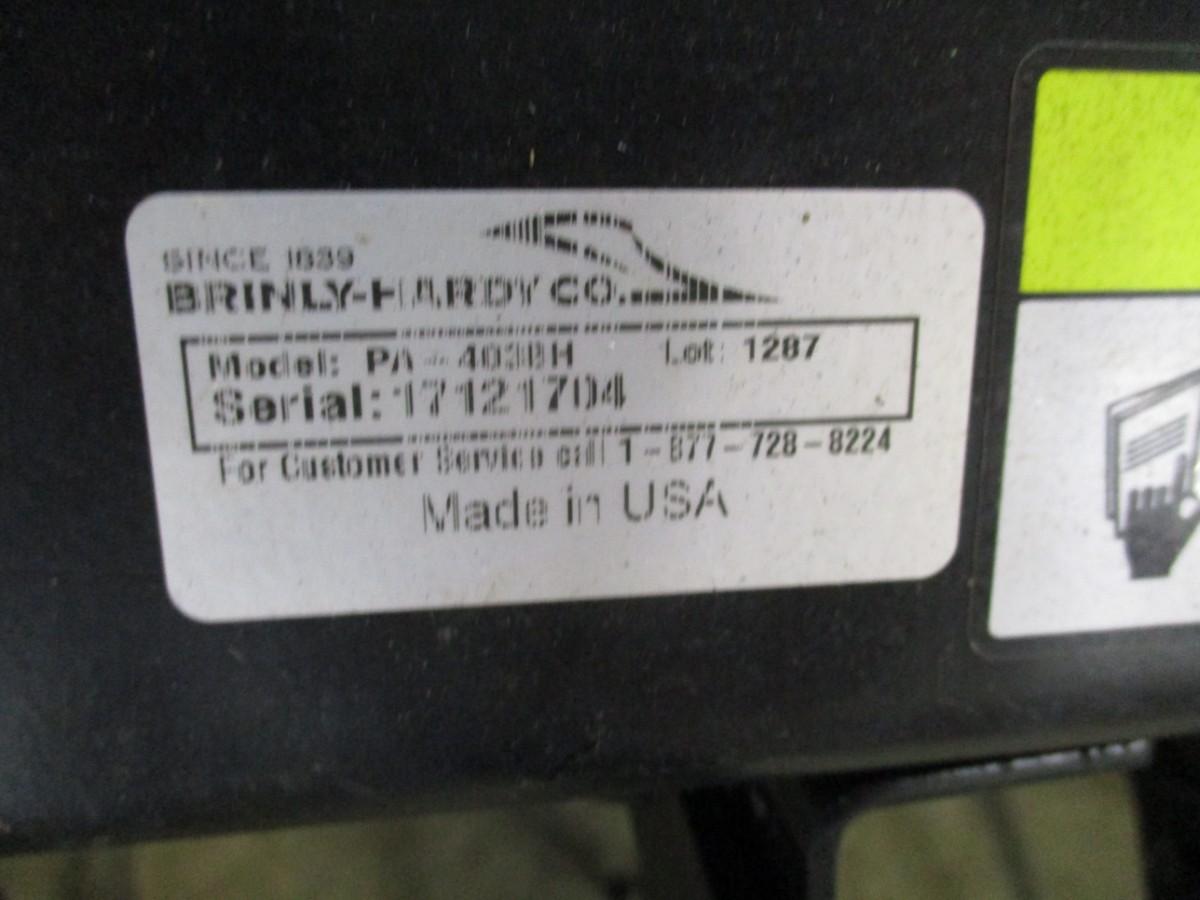 SINCE 1839
BRINLY-HARDY CO.
Model: PA - 403BH Lot: 1287
Serial: 17121704
For Customer Service call 1-877-728-8224
Made in USA